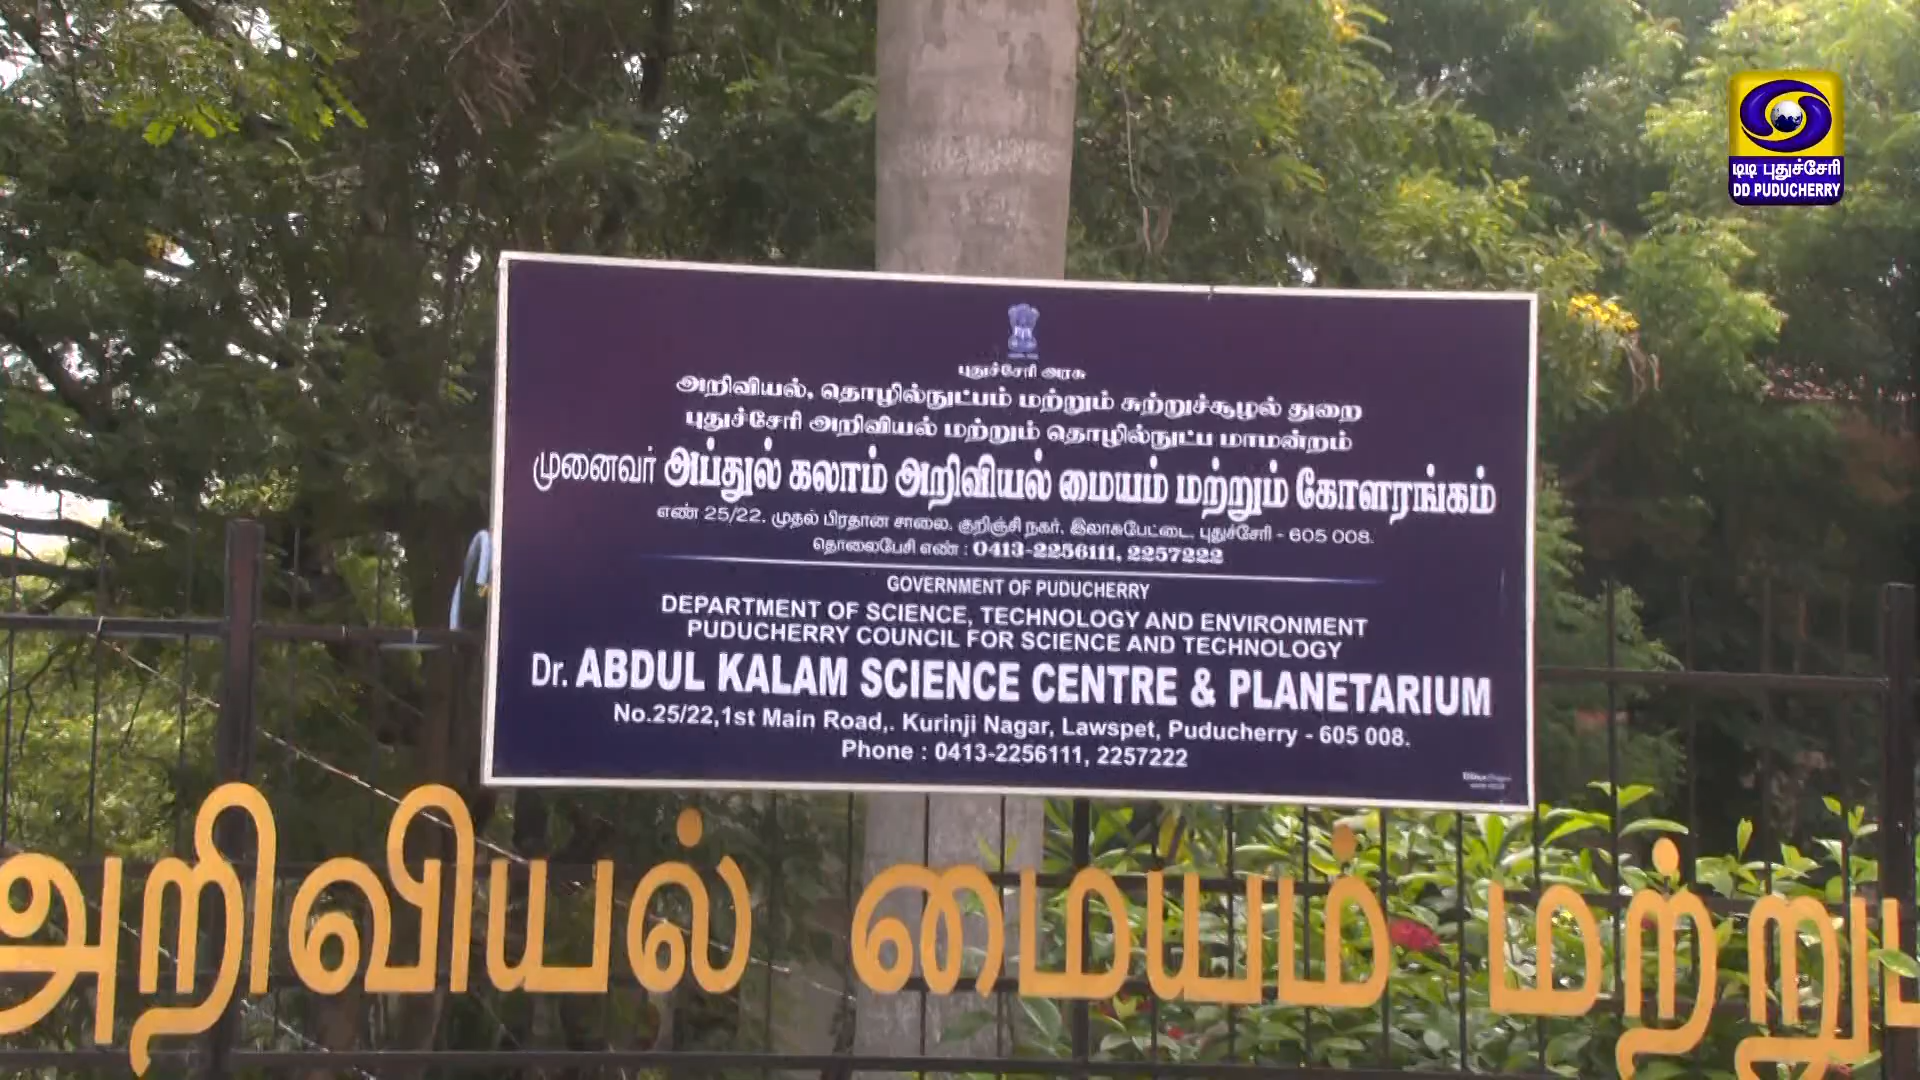 டிடி புதுச்சேரி
DD PUDUCHERRY
புதுச்சேரி அரசு
அறிவியல், தொழில்நுட்பம் மற்றும் சுற்றுச்சூழல் துறை
புதுச்சேரி அறிவியல் மற்றும் தொழில்நுட்ப மாமன்றம்
முனைவர் அப்துல் கலாம் அறிவியல் மையம் மற்றும் கோளரங்கம்
எண் 25/22, முதல் பிரதான சாலை, குறிஞ்சி நகர், இலாசுபேட்டை, புதுச்சேரி - 605 008.
தொலைபேசி எண் : 0413-2256111, 2257222
GOVERNMENT OF PUDUCHERRY
DEPARTMENT OF SCIENCE, TECHNOLOGY AND ENVIRONMENT
PUDUCHERRY COUNCIL FOR SCIENCE AND TECHNOLOGY
Dr. ABDUL KALAM SCIENCE CENTRE & PLANETARIUM
No.25/22,1st Main Road,. Kurinji Nagar, Lawspet, Puducherry - 605 008.
Phone : 0413-2256111, 2257222
அறிவியல் மையம் மற்று